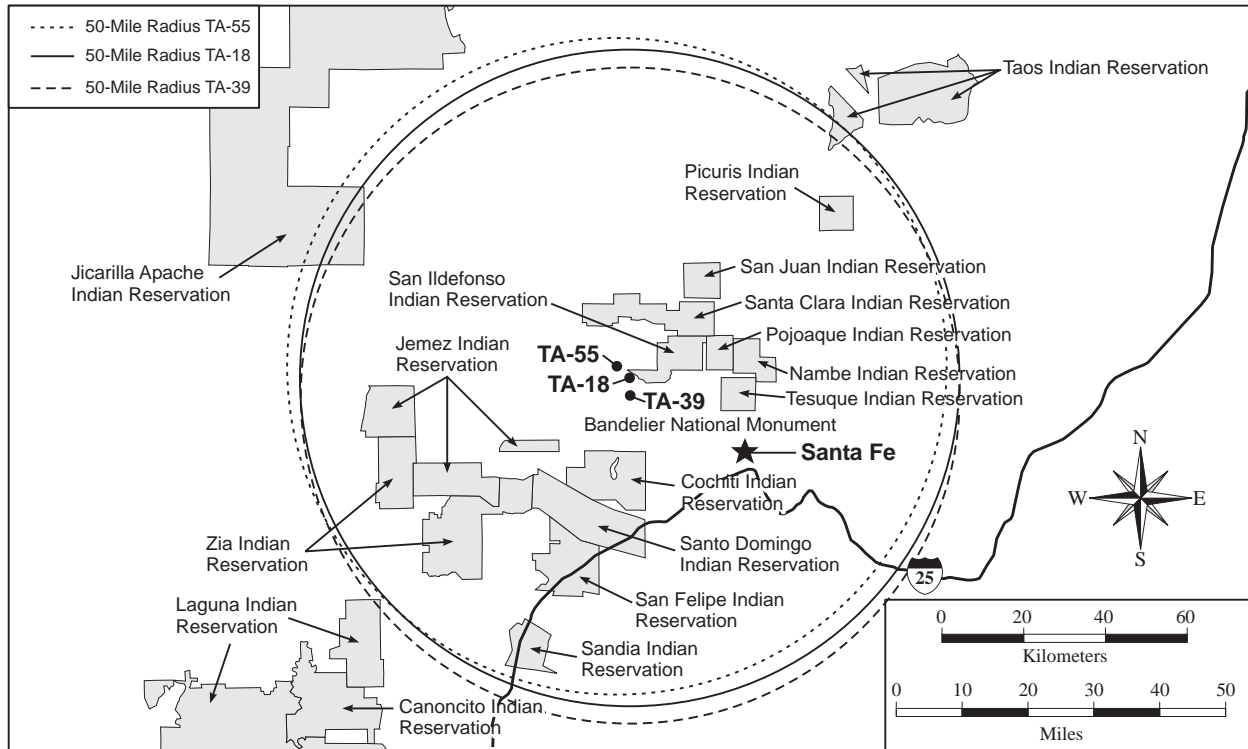 50-Mile Radius TA-55
50-Mile Radius TA-18
50-Mile Radius TA-39
Taos Indian Reservation
Picuris Indian
Reservation
Jicarilla Apache
Indian Reservation
San Ildefonso
Indian Reservation
San Juan Indian Reservation
Santa Clara Indian Reservation
Pojoaque Indian Reservation
Jemez Indian
Reservation
TA-55
TA-18
TA-39
Nambe Indian Reservation
Tesuque Indian Reservation
Bandelier National Monument
Santa Fe
Cochiti Indian
Reservation
N
W
E
S
Zia Indian
Reservation
Santo Domingo
Indian Reservation
25
Laguna Indian
Reservation
San Felipe Indian
Reservation
Sandia Indian
Reservation
Canoncito Indian
Reservation
0 20 40 60
Kilometers
0 10 20 30 40 50
Miles